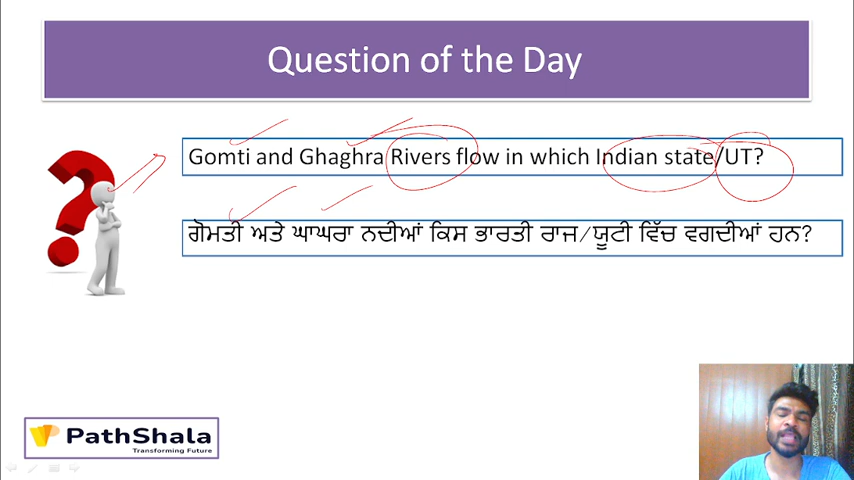 Question of the Day
Gomti and Ghaghra Rivers flow in which Indian state/UT?
ਗੋਮਤੀ ਅਤੇ ਘਾਘਰਾ ਨਦੀਆਂ ਕਿਸ ਭਾਰਤੀ ਰਾਜ/ਯੂਟੀ ਵਿੱਚ ਵਗਦੀਆਂ ਹਨ?
PathShala
Transforming Future